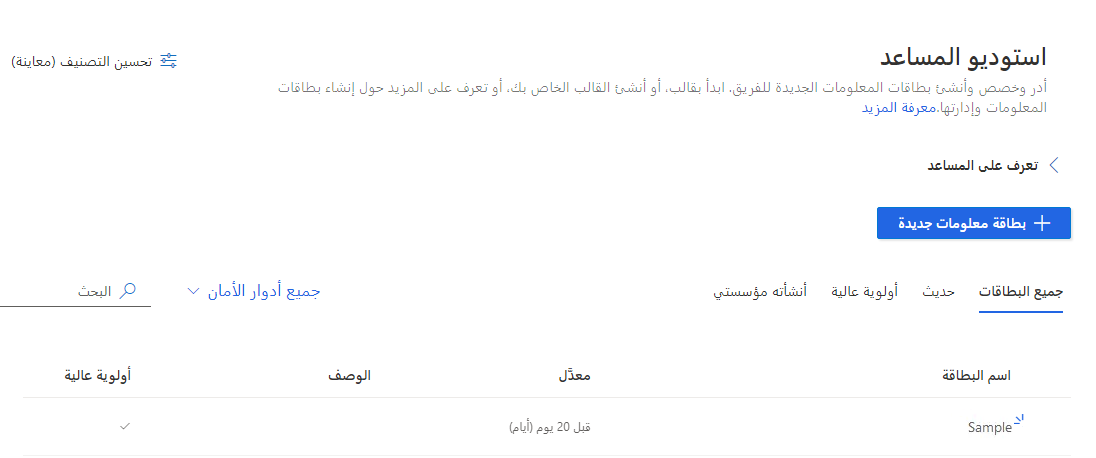 استوديو المساعد
تحسين التصنيف (معاينة)
أدر وخصص وأنشئ بطاقات المعلومات الجديدة للفريق. ابدأ بقالب، أو أنشئ القالب الخاص بك، أو تعرف على المزيد حول إنشاء بطاقات
المعلومات وإدارتها.معرفة المزيد
تعرف على المساعد
بطاقة معلومات جديدة
جميع البطاقات حديث أولوية عالية أنشأته مؤسستي جميع أدوار الأمان البحث
اسم البطاقة معدَّل الوصف أولوية عالية
Sample قبل 20 يوم (أيام)